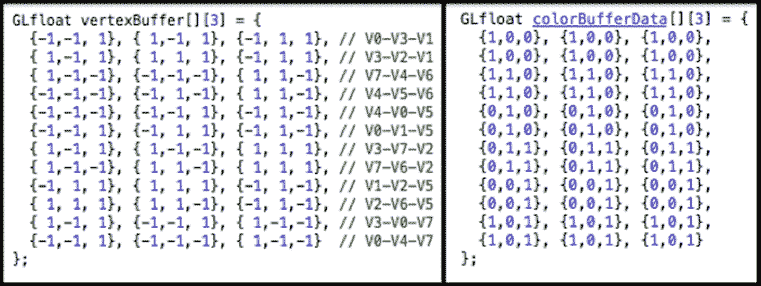 GLfloat vertexBuffer[][3] = {
{-1,-1, 1}, { 1,-1, 1}, {-1, 1, 1}, // V0-V3-V1
{ 1,-1, 1}, { 1, 1, 1}, {-1, 1, 1}, // V3-V2-V1
{ 1,-1,-1}, {-1,-1,-1}, { 1, 1,-1}, // V7-V4-V6
{-1,-1,-1}, {-1, 1,-1}, { 1, 1,-1}, // V4-V5-V6
{-1,-1,-1}, {-1,-1, 1}, {-1, 1,-1}, // V4-V0-V5
{-1,-1, 1}, {-1, 1, 1}, {-1, 1,-1}, // V0-V1-V5
{ 1,-1, 1}, { 1,-1,-1}, { 1, 1, 1}, // V3-V7-V2
{ 1,-1,-1}, { 1, 1,-1}, { 1, 1, 1}, // V7-V6-V2
{-1, 1, 1}, { 1, 1, 1}, {-1, 1,-1}, // V1-V2-V5
{ 1, 1, 1}, { 1, 1,-1}, {-1, 1,-1}, // V2-V6-V5
{ 1,-1, 1}, {-1,-1, 1}, { 1,-1,-1}, // V3-V0-V7
{-1,-1, 1}, {-1,-1,-1}, { 1,-1,-1} // V0-V4-V7
};
GLfloat colorBufferData[][3] = {
{1,0,0}, {1,0,0}, {1,0,0},
{1,0,0}, {1,0,0}, {1,0,0},
{1,1,0}, {1,1,0}, {1,1,0},
{1,1,0}, {1,1,0}, {1,1,0},
{0,1,0}, {0,1,0}, {0,1,0},
{0,1,0}, {0,1,0}, {0,1,0},
{0,1,1}, {0,1,1}, {0,1,1},
{0,1,1}, {0,1,1}, {0,1,1},
{0,0,1}, {0,0,1}, {0,0,1},
{0,0,1}, {0,0,1}, {0,0,1},
{1,0,1}, {1,0,1}, {1,0,1},
{1,0,1}, {1,0,1}, {1,0,1}
};